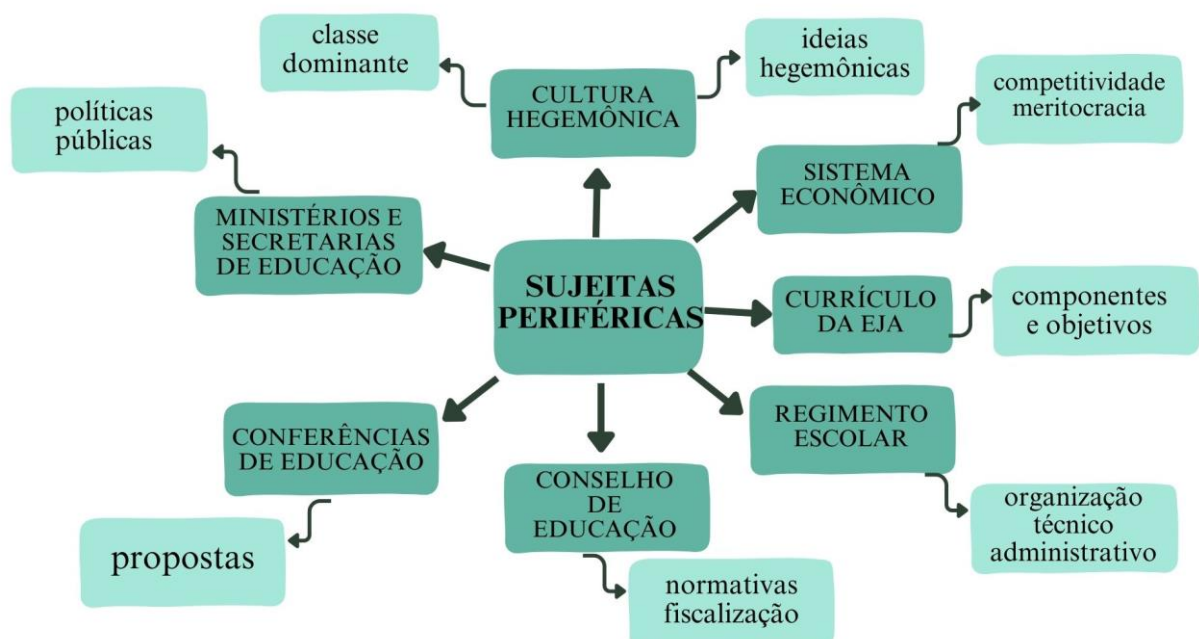 classe
dominante
ideias
hegemônicas
CULTURA
HEGEMÔNICA
competitividade
meritocracia
políticas
públicas
SISTEMA
ECONÔMICO
MINISTÉRIOS E
SECRETARIAS
DE EDUCAÇÃO
SUJEITAS
PERIFÉRICAS
CURRÍCULO
DA EJA
componentes
e objetivos
REGIMENTO
ESCOLAR
CONFERÊNCIAS
DE EDUCAÇÃO
CONSELHO
DE
EDUCAÇÃO
organização
técnico
administrativo
propostas
normativas
fiscalização